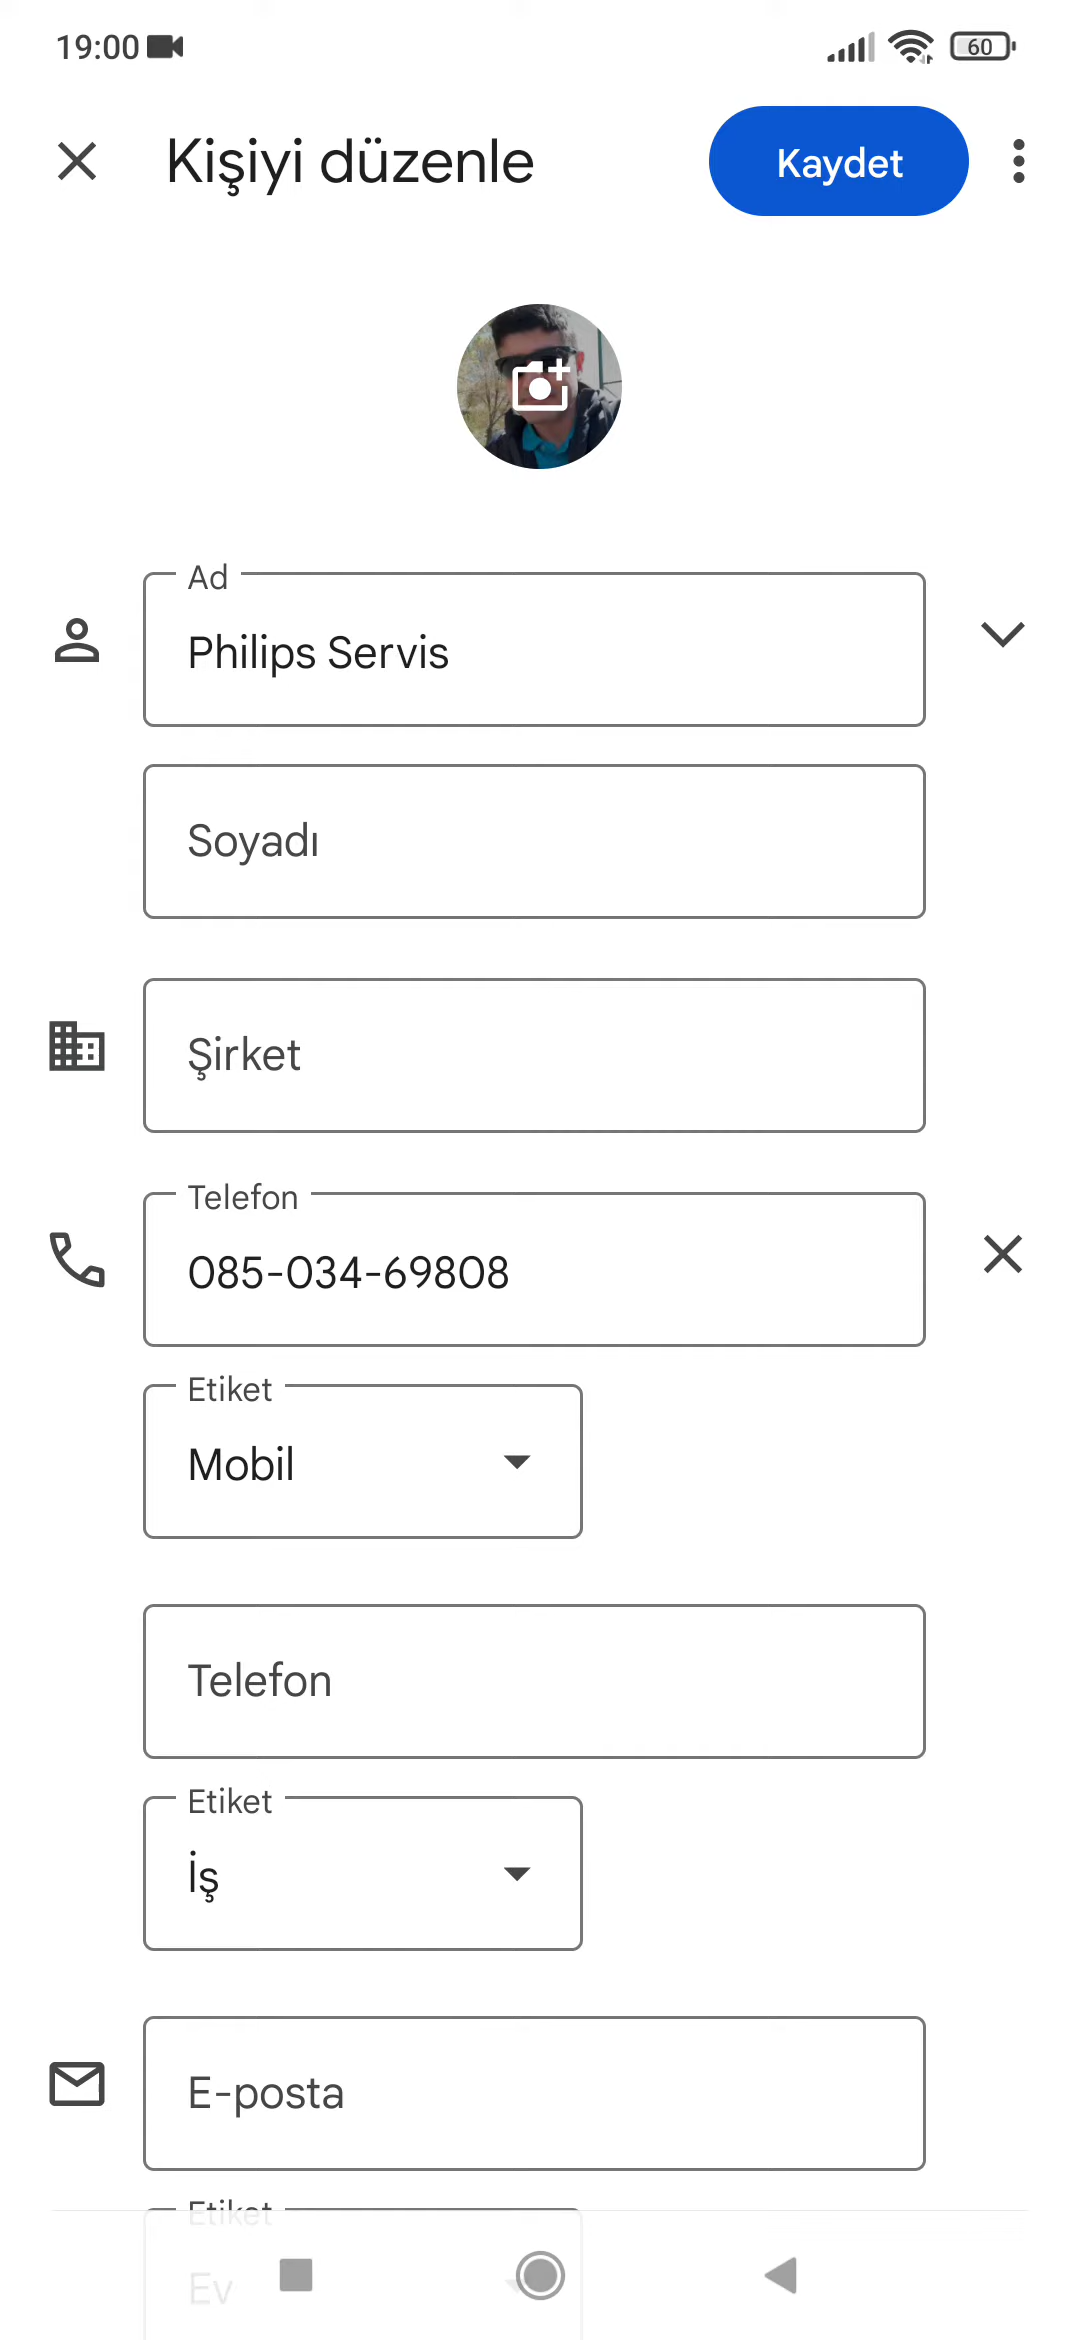 19:00
60
Kişiyi düzenle
Kaydet
Ad
Philips Servis
Soyadı
Şirket
Telefon
085-034-69808
Etiket
Mobil
Telefon
Etiket
İş
E-posta
Etiket
Ev